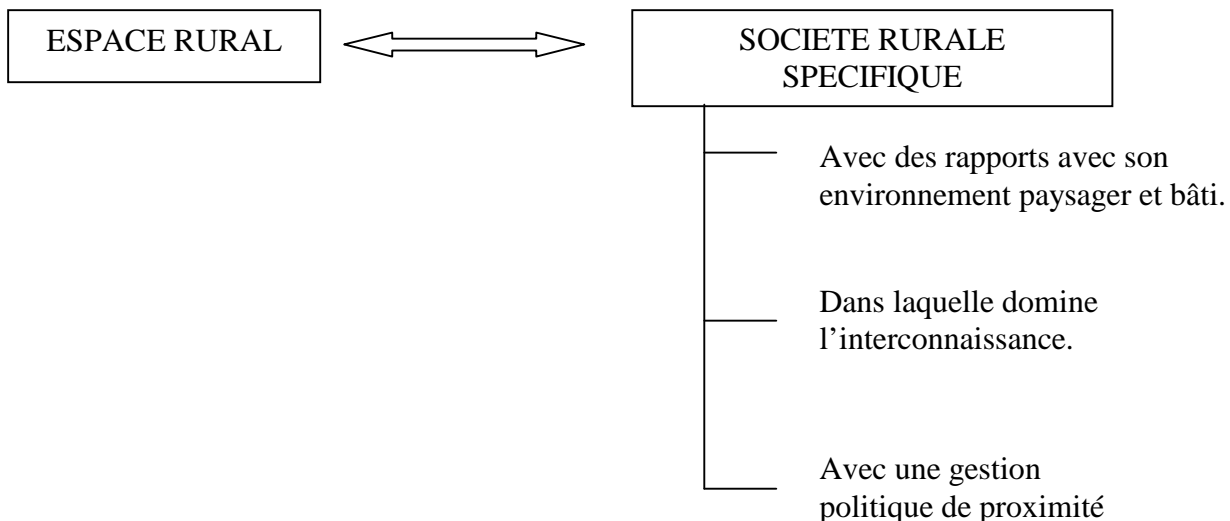 ESPACE RURAL
SOCIETE RURALE
SPECIFIQUE
Avec des rapports avec son
environnement paysager et bâti.
Dans laquelle domine
l’interconnaissance.
Avec une gestion
politique de proximité